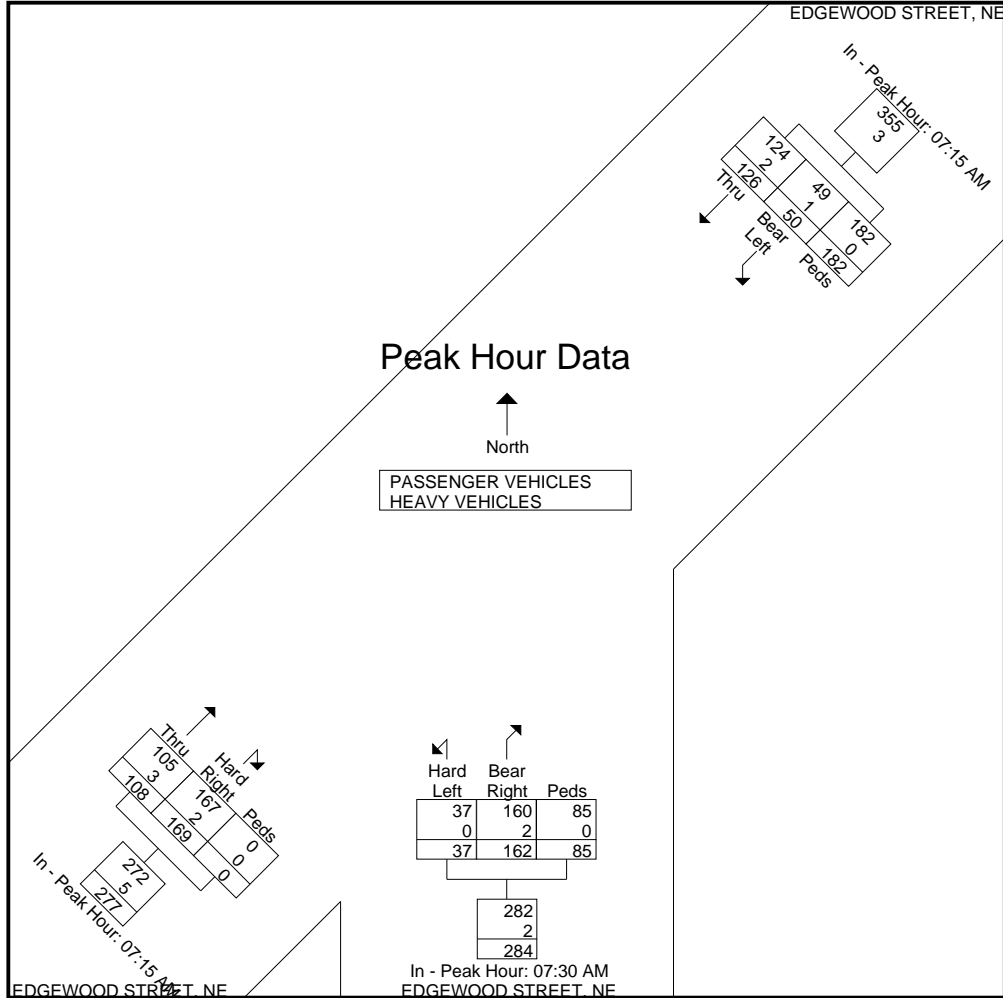 EDGEWOOD STREET, NE
In - Peak Hour: 07:15 AM
355
3
124 49 182
2 1 0
126 50 182
Thru Bear Left Peds
Peak Hour Data
North
PASSENGER VEHICLES
HEAVY VEHICLES
Thru Hard Right Peds
105 167 0
3 2 0
108 169 0
272
5
277
In - Peak Hour: 07:15 AM
EDGEWOOD STREET, NE
Hard Bear
Left Right Peds
37 160 85
0 2 0
37 162 85
282
2
284
In - Peak Hour: 07:30 AM
EDGEWOOD STREET, NE